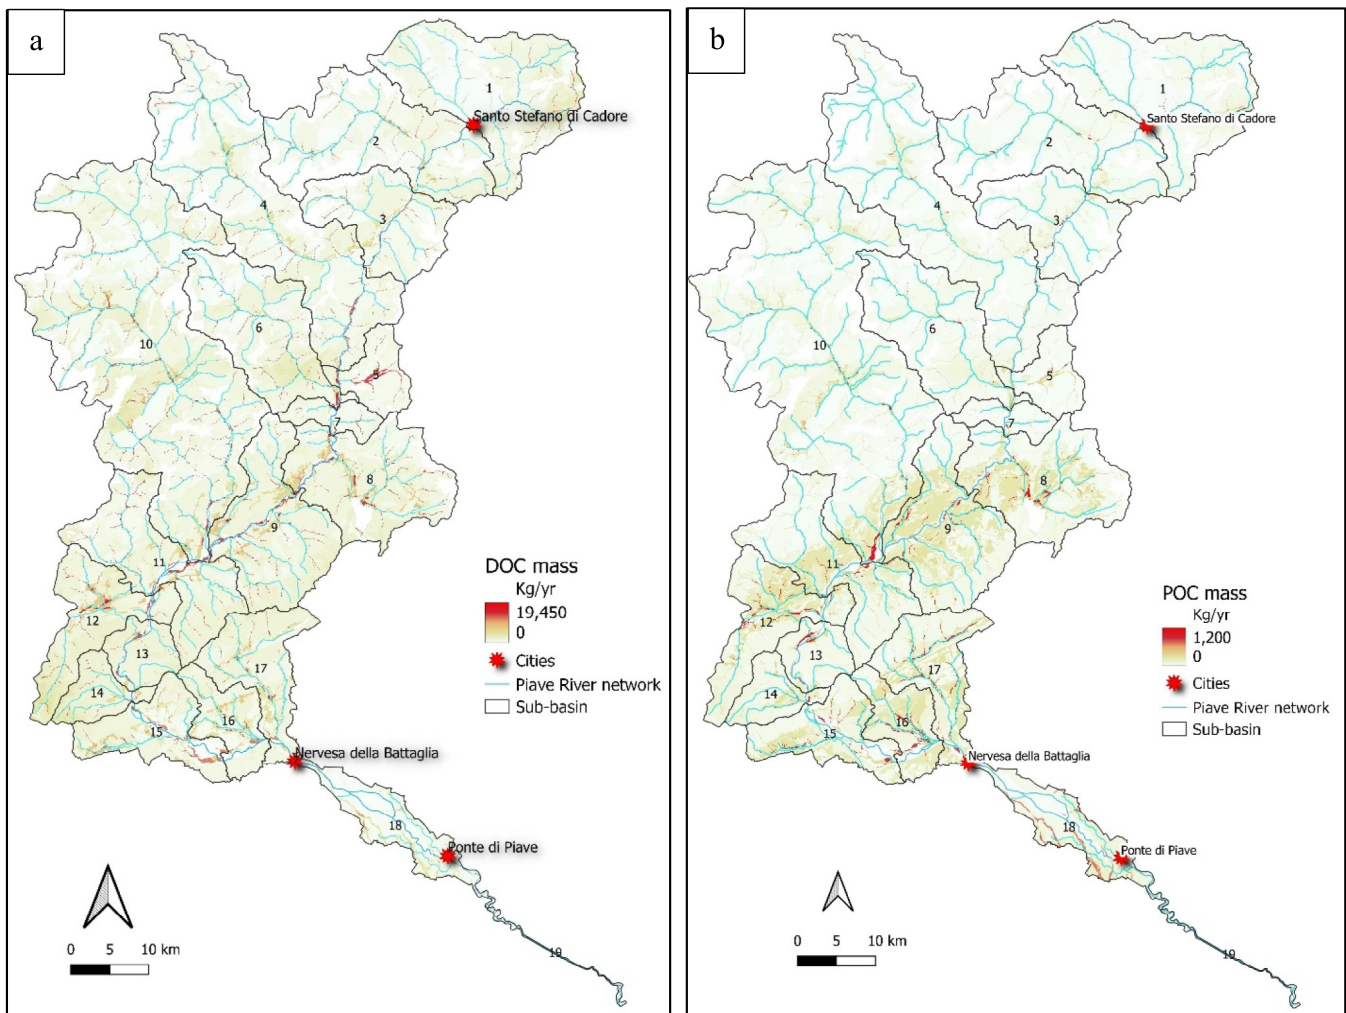 a
1
Santo Stefano di Cadore
2
3
4
6
10
5
7
8
9
11
12
13
17
14
16
15
Nervesa della Battaglia
18
Ponte di Piave
19
DOC mass
Kg/yr
19,450
0
Cities
Piave River network
Sub-basin
0 5 10 km
b
1
Santo Stefano di Cadore
2
3
4
6
10
5
7
8
9
11
12
13
17
14
16
15
Nervesa della Battaglia
18
Ponte di Piave
19
POC mass
Kg/yr
1,200
0
Cities
Piave River network
Sub-basin
0 5 10 km